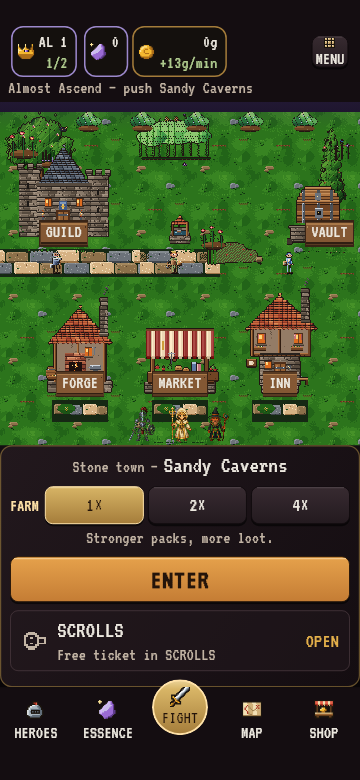 AL 1
1/2
0
0g
+13g/min
MENU
Almost Ascend – push Sandy Caverns
GUILD
VAULT
FORGE
MARKET
INN
Stone town – Sandy Caverns
FARM
1X
2X
4X
Stronger packs, more loot.
ENTER
SCROLLS
Free ticket in SCROLLS
OPEN
HEROES
ESSENCE
FIGHT
MAP
SHOP